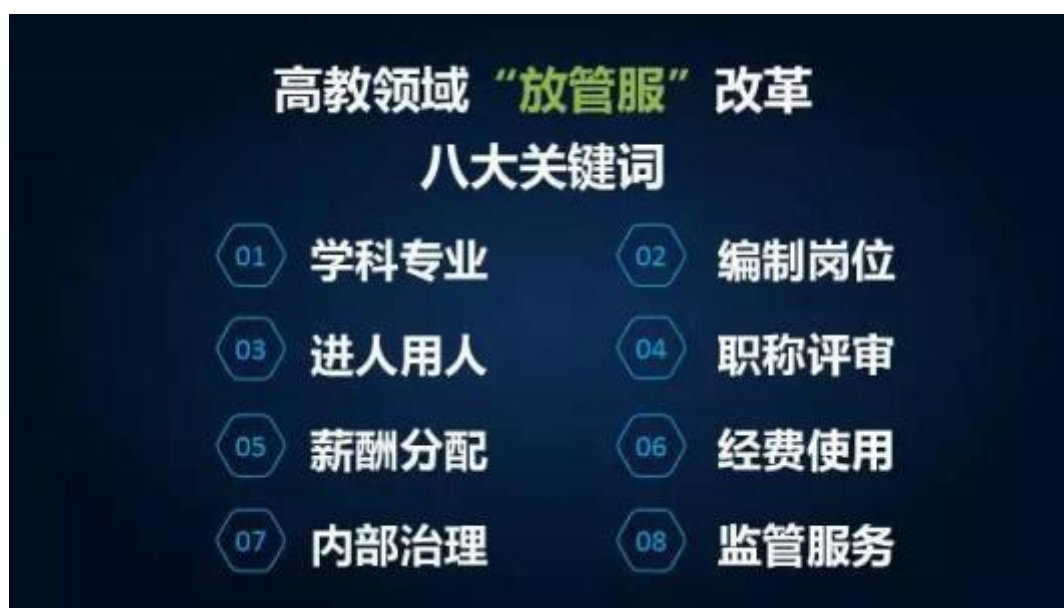 高教领域“放管服”改革
八大关键词
01 学科专业
02 编制岗位
03 进人用人
04 职称评审
05 薪酬分配
06 经费使用
07 内部治理
08 监管服务